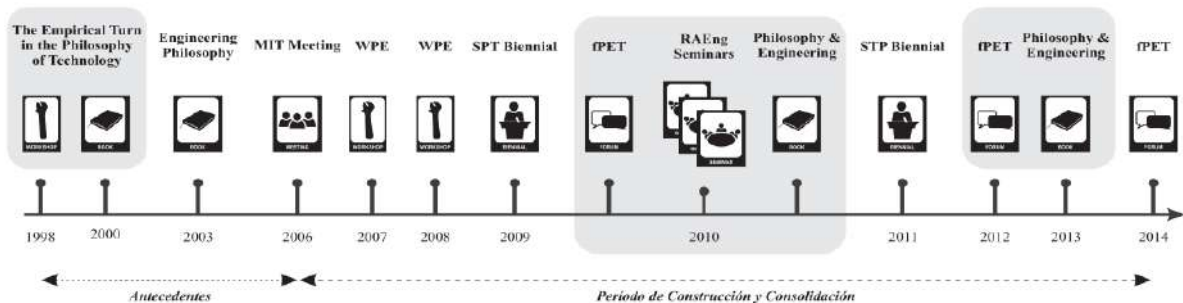 The Empirical Turn
in the Philosophy
of Technology
Engineering
Philosophy
MIT Meeting
WPE
WPE
SPT Biennial
fPET
RAEng
Seminars
Philosophy &
Engineering
STP Biennial
fPET
Philosophy &
Engineering
fPET
WORKSHOP
BOOK
BOOK
MEETING
WORKSHOP
WORKSHOP
BIENNIAL
FORUM
SEMINAR
BOOK
BIENNIAL
FORUM
BOOK
FORUM
1998
2000
2003
2006
2007
2008
2009
2010
2011
2012
2013
2014
Antecedentes
Período de Construcción y Consolidación